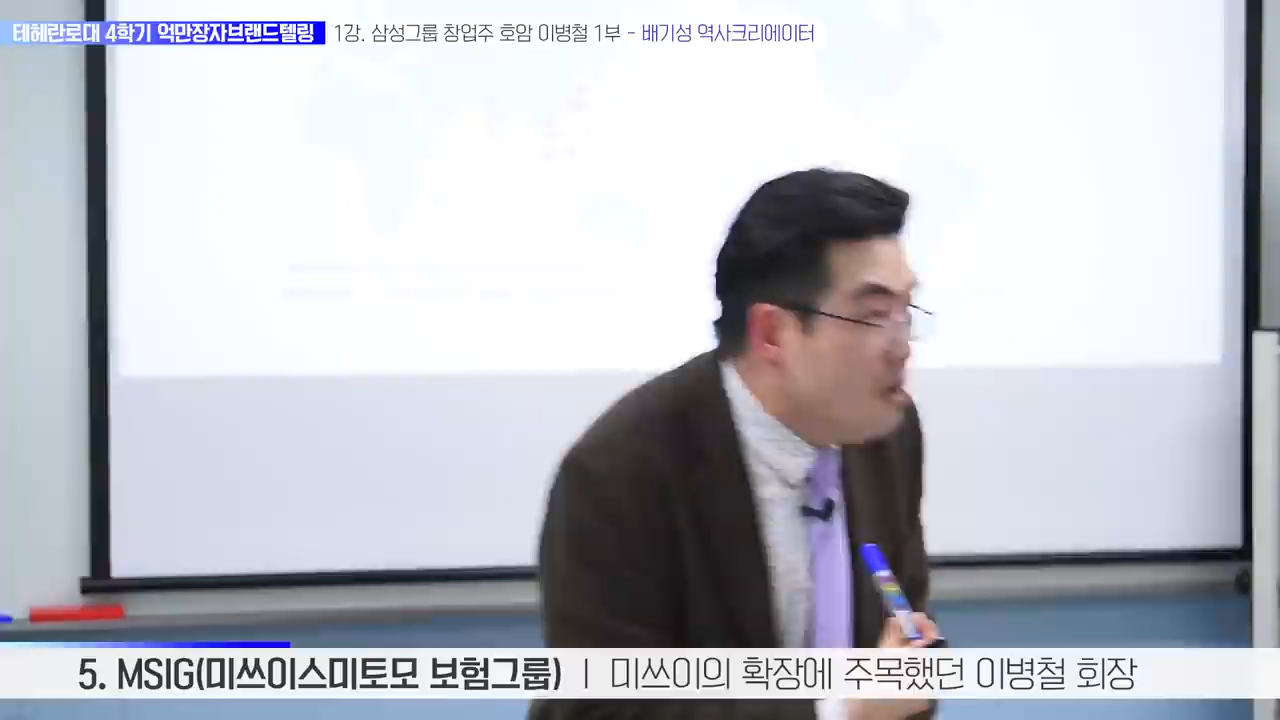 테헤란로대 4학기 억만장자브랜드텔링 1강. 삼성그룹 창업주 호암 이병철 1부 - 배기성 역사크리에이터
5. MSIG(미쓰이스미토모 보험그룹) ㅣ 미쓰이의 확장에 주목했던 이병철 회장